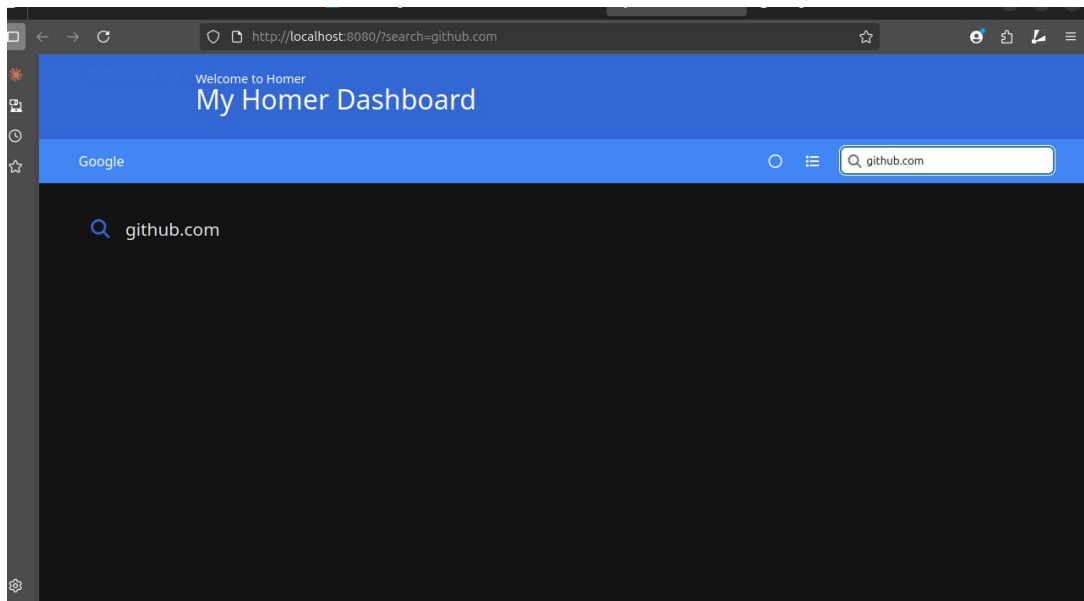 http://localhost:8080/?search=github.com
dashboard logo
Welcome to Homer
My Homer Dashboard
Google
github.com
github.com